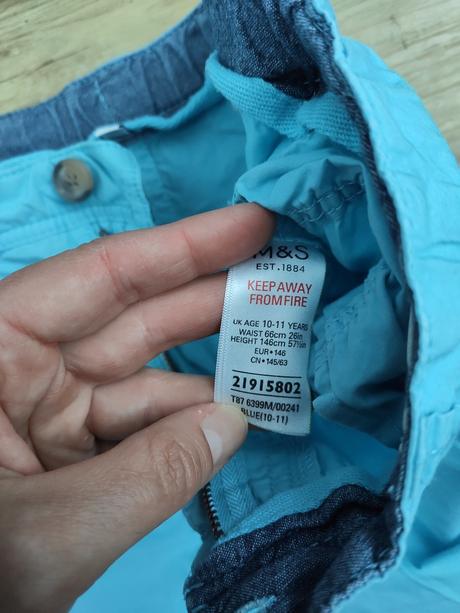 M&S
EST. 1884
KEEP AWAY
FROM FIRE
UK AGE 10-11 YEARS
WAIST 66cm 26in
HEIGHT 146cm 57½in
EUR•146
CN•145/63
21915802
T87 6399M/00241
BLUE(10-11)